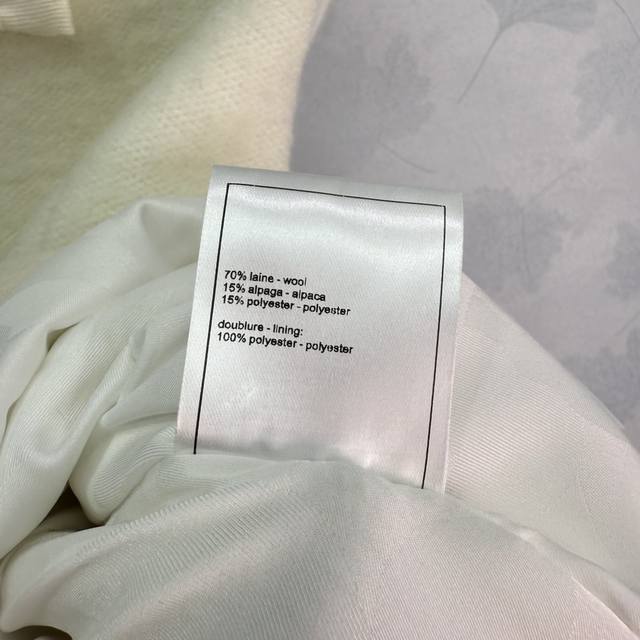 70% laine - wool
15% alpaga - alpaca
15% polyester - polyester
doublure - lining:
100% polyester - polyester